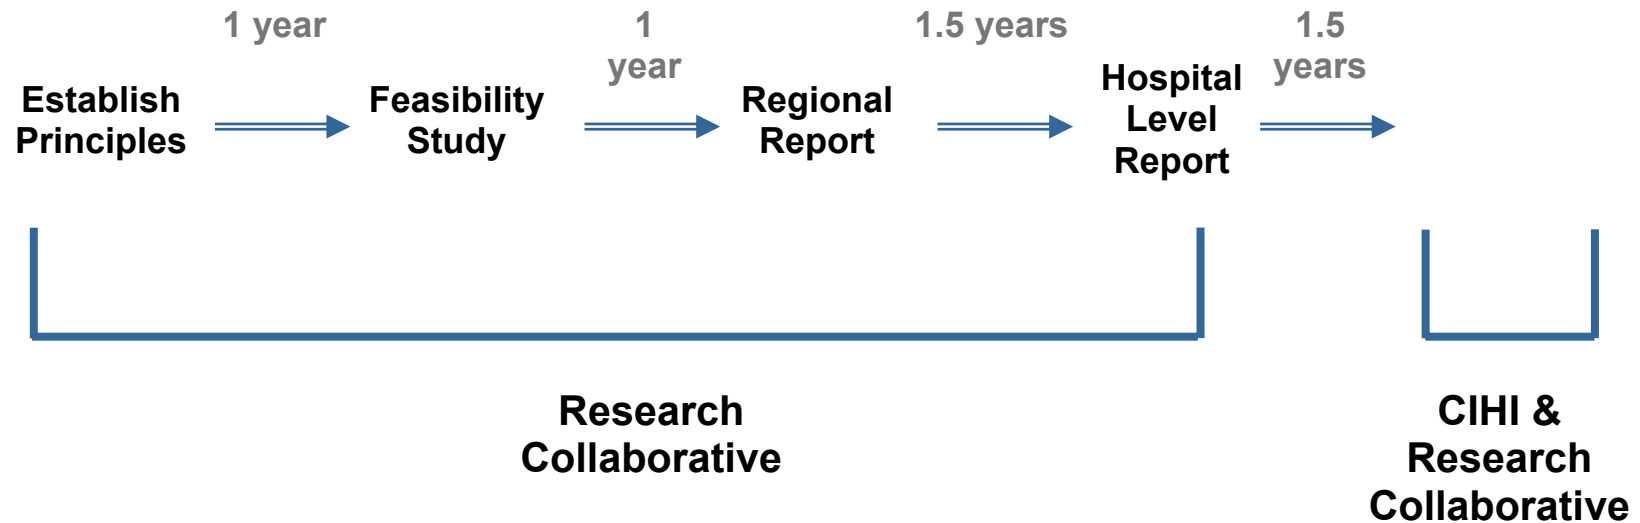 1 year
1
year
1.5 years
1.5
years
Establish
Principles
Feasibility
Study
Regional
Report
Hospital
Level
Report
Research
Collaborative
CIHI &
Research
Collaborative